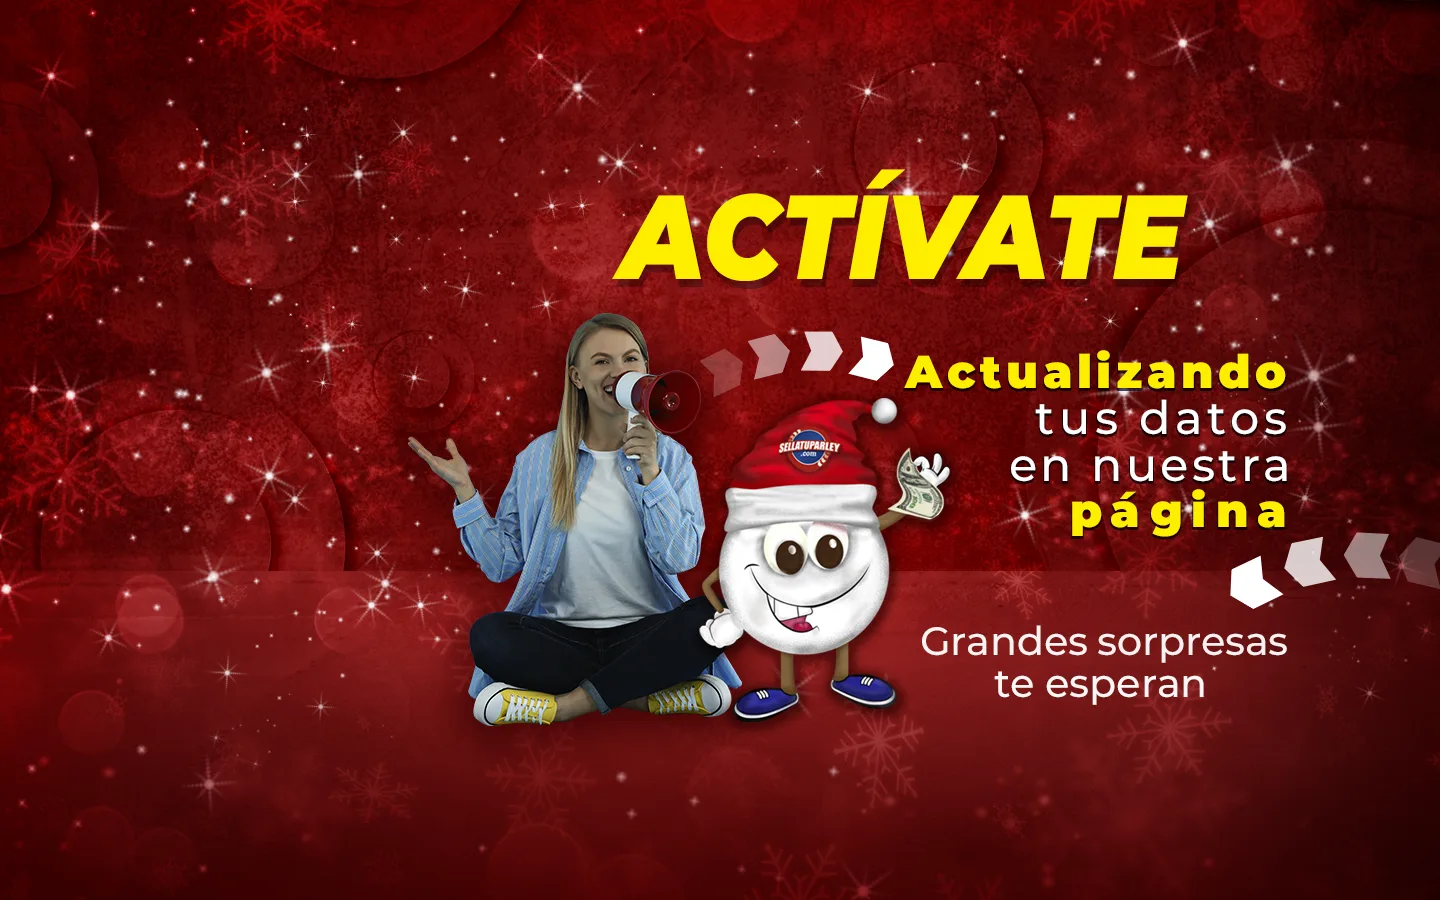 ACTÍVATE
Actualizando
tus datos
en nuestra
página
SELLATUPARLEY
.com
Grandes sorpresas
te esperan